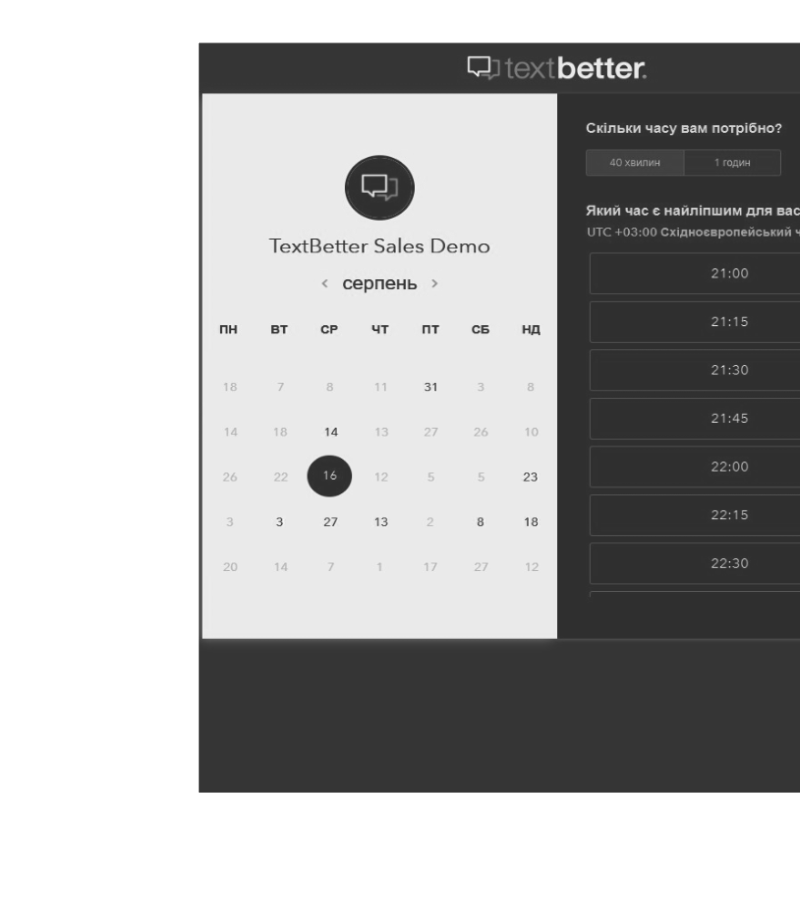 textbetter.
TextBetter Sales Demo
< серпень >
ПН ВТ СР ЧТ ПТ СБ НД
18 7 8 11 31 3 8
14 18 14 13 27 26 10
26 22 16 12 5 5 23
3 3 27 13 2 8 18
20 14 7 1 17 27 12
Скільки часу вам потрібно?
40 хвилин 1 годин
Який час є найліпшим для вас
UTC +03:00 Східноєвропейський ч
21:00
21:15
21:30
21:45
22:00
22:15
22:30